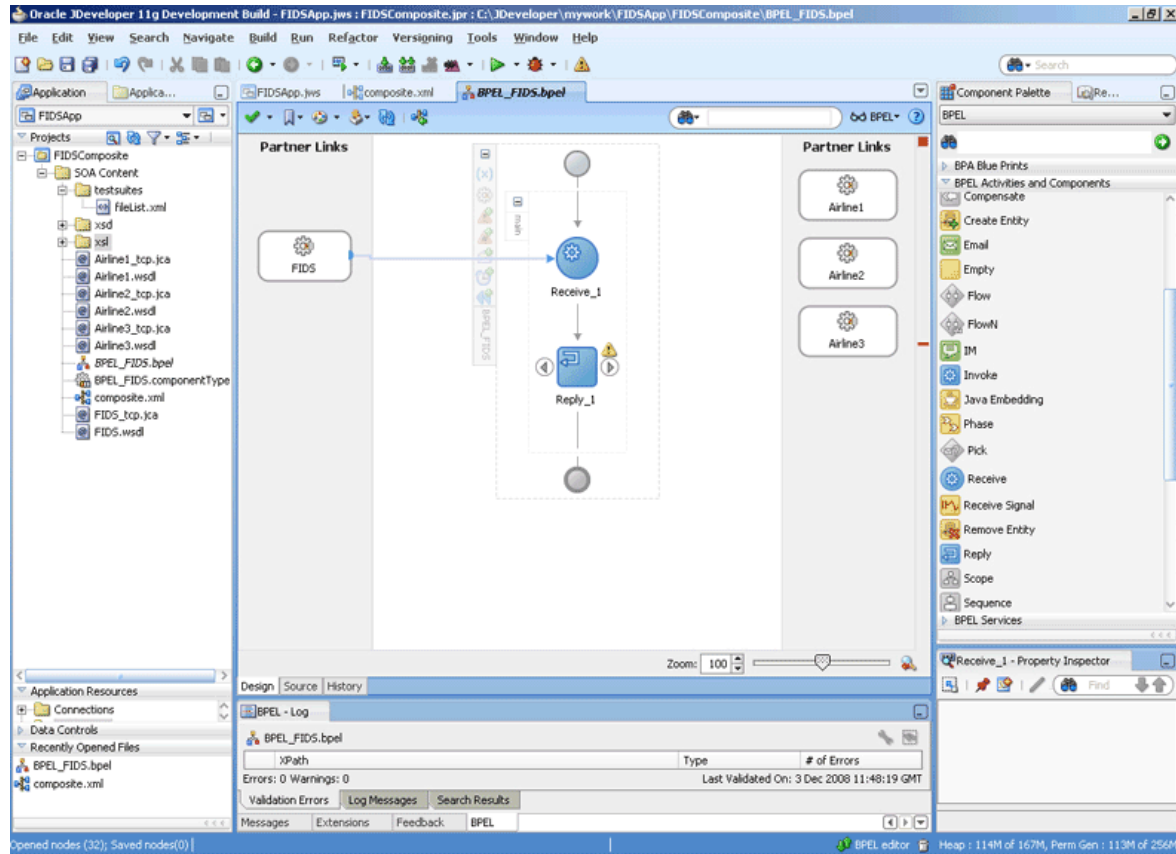 Oracle JDeveloper 11g Development Build - FIDSApp.jws : FIDSComposite.jpr : C:\JDeveloper\mywork\FIDSApp\FIDSComposite\BPEL_FIDS.bpel
File Edit View Search Navigate Build Run Refactor Versioning Tools Window Help
Search
Application Applica...
FIDSApp
Projects
FIDSComposite
SOA Content
testsuites
fileList.xml
xsd
xsl
Airline1_tcp.jca
Airline1.wsdl
Airline2_tcp.jca
Airline2.wsdl
Airline3_tcp.jca
Airline3.wsdl
BPEL_FIDS.bpel
BPEL_FIDS.componentType
composite.xml
FIDS_tcp.jca
FIDS.wsdl
Application Resources
Connections
Data Controls
Recently Opened Files
BPEL_FIDS.bpel
composite.xml
FIDSApp.jws composite.xml BPEL_FIDS.bpel
BPEL
Partner Links
FIDS
(x)
BPEL_FIDS
main
Receive_1
Reply_1
Partner Links
Airline1
Airline2
Airline3
Zoom: 100
Design Source History
BPEL - Log
BPEL_FIDS.bpel
XPath Type # of Errors
Errors: 0 Warnings: 0 Last Validated On: 3 Dec 2008 11:48:19 GMT
Validation Errors Log Messages Search Results
Messages Extensions Feedback BPEL
Component Palette Re...
BPEL
BPA Blue Prints
BPEL Activities and Components
Compensate
Create Entity
Email
Empty
Flow
FlowN
IM
Invoke
Java Embedding
Phase
Pick
Receive
Receive Signal
Remove Entity
Reply
Scope
Sequence
BPEL Services
Receive_1 - Property Inspector
Find
Opened nodes (32); Saved nodes(0) BPEL editor Heap : 114M of 167M, Perm Gen : 113M of 256M